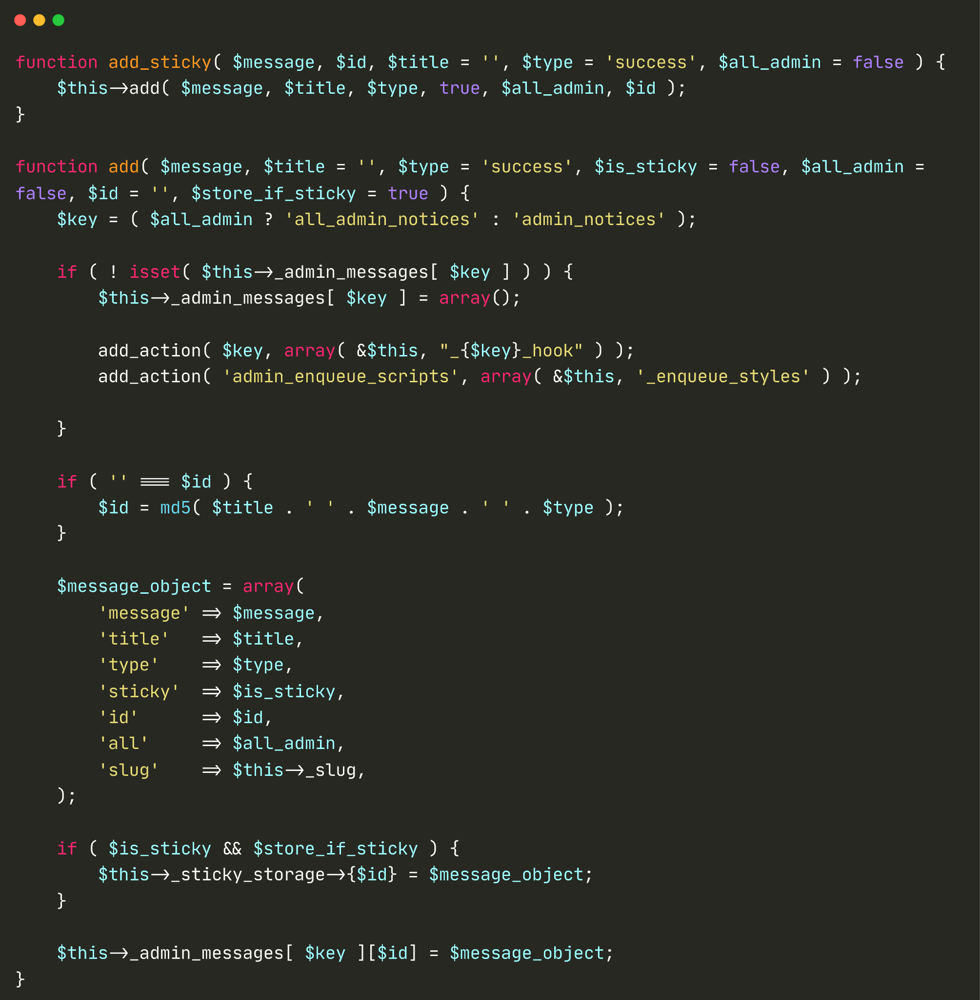 function add_sticky( $message, $id, $title = '', $type = 'success', $all_admin = false ) {
    $this->add( $message, $title, $type, true, $all_admin, $id );
}

function add( $message, $title = '', $type = 'success', $is_sticky = false, $all_admin =
false, $id = '', $store_if_sticky = true ) {
    $key = ( $all_admin ? 'all_admin_notices' : 'admin_notices' );

    if ( ! isset( $this->_admin_messages[ $key ] ) ) {
        $this->_admin_messages[ $key ] = array();

        add_action( $key, array( &$this, "_{$key}_hook" ) );
        add_action( 'admin_enqueue_scripts', array( &$this, '_enqueue_styles' ) );

    }

    if ( '' === $id ) {
        $id = md5( $title . ' ' . $message . ' ' . $type );
    }

    $message_object = array(
        'message' => $message,
        'title'   => $title,
        'type'    => $type,
        'sticky'  => $is_sticky,
        'id'      => $id,
        'all'     => $all_admin,
        'slug'    => $this->_slug,
    );

    if ( $is_sticky && $store_if_sticky ) {
        $this->_sticky_storage->{$id} = $message_object;
    }

    $this->_admin_messages[ $key ][$id] = $message_object;
}